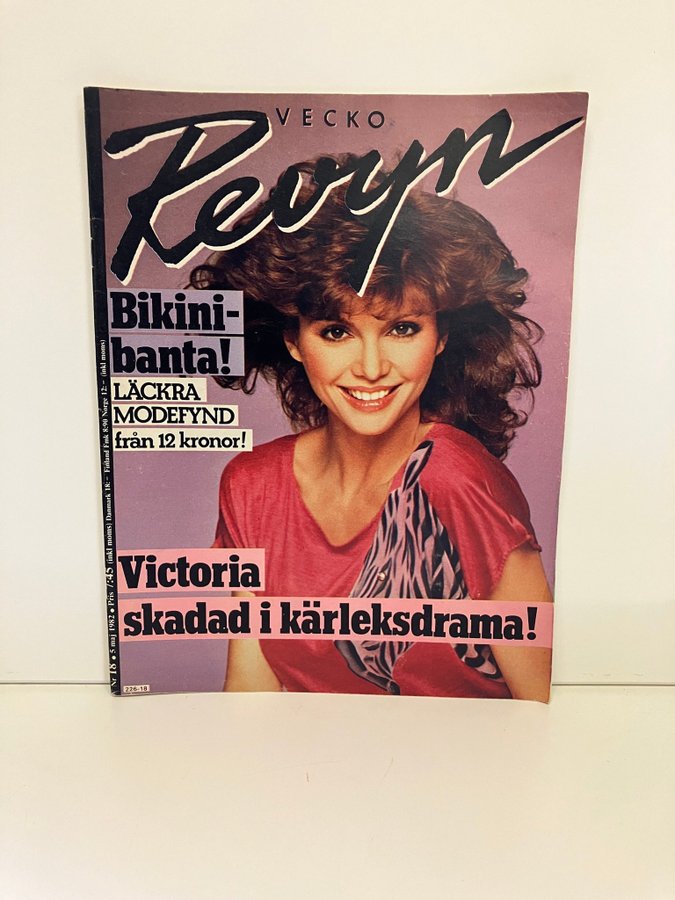 VECKO
Revyn
Bikini-
banta!
LÄCKRA
MODEFYND
från 12 kronor!
Victoria
skadad i kärleksdrama!
Nr 18 • 5 maj 1982 • Pris 7:45 (inkl moms) Danmark 18:- Finland Fmk 8:90 Norge 12:- (inkl moms)
226-18